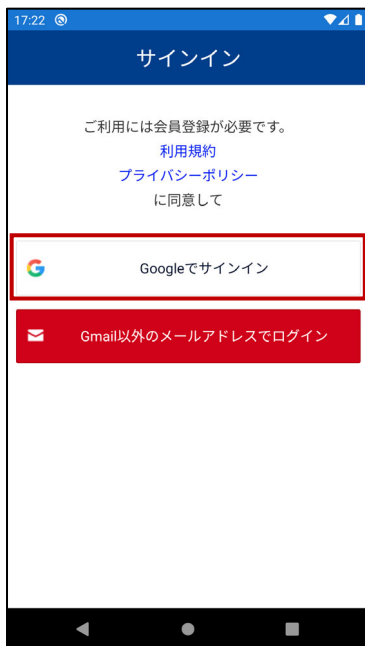 17:22
サインイン
ご利用には会員登録が必要です。
利用規約
プライバシーポリシー
に同意して
Googleでサインイン
Gmail以外のメールアドレスでログイン